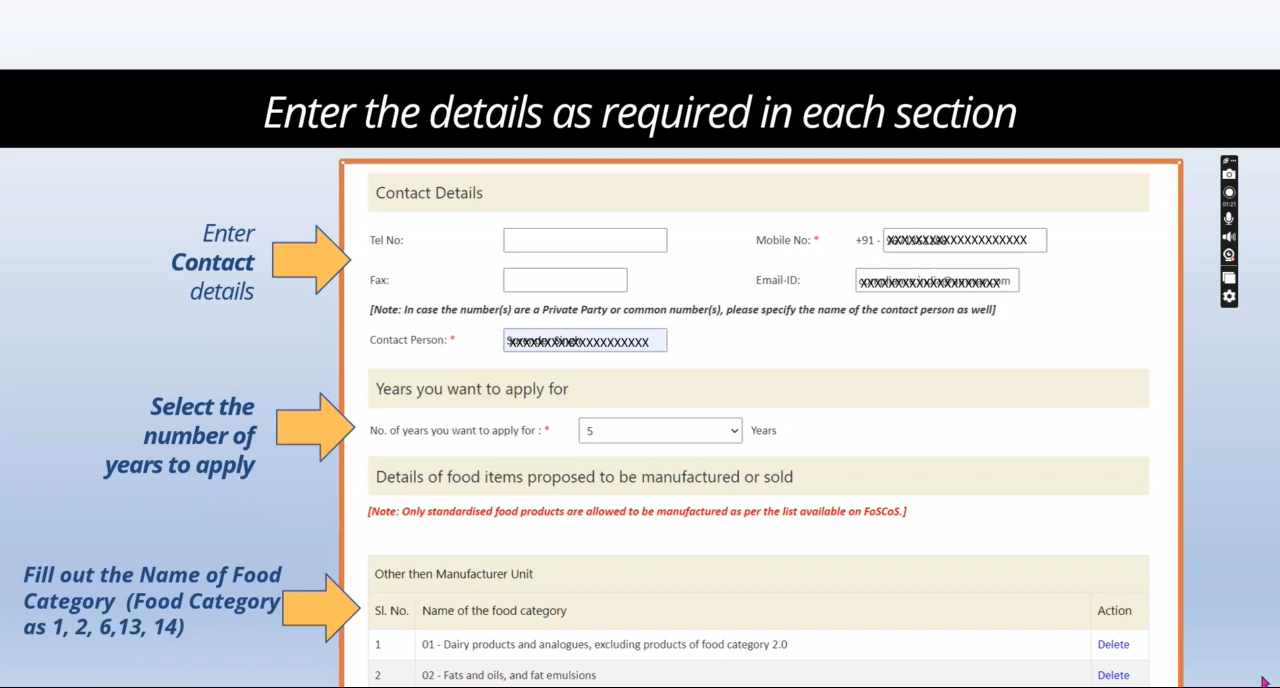 Enter the details as required in each section
Contact Details
Enter
Contact
details
Tel No:
Mobile No: *
+91 -
Fax:
Email-ID:
[Note: In case the number(s) are a Private Party or common number(s), please specify the name of the contact person as well]
Contact Person: *
Years you want to apply for
Select the
number of
years to apply
No. of years you want to apply for : * 5 Years
Details of food items proposed to be manufactured or sold
[Note: Only standardised food products are allowed to be manufactured as per the list available on FoSCoS.]
Fill out the Name of Food
Category (Food Category
as 1, 2, 6,13, 14)
Other then Manufacturer Unit
Sl. No. Name of the food category Action
1 01 - Dairy products and analogues, excluding products of food category 2.0 Delete
2 02 - Fats and oils, and fat emulsions Delete
01:21